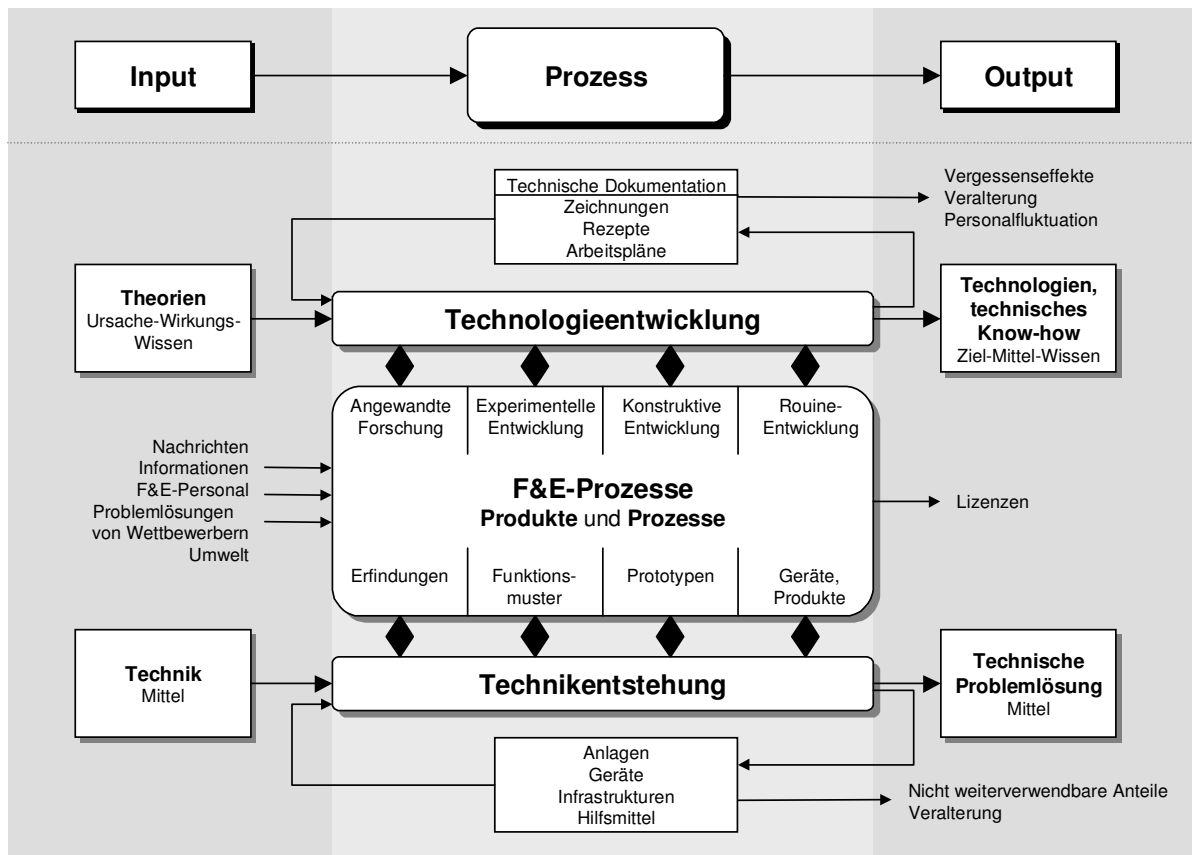 Input
Prozess
Output
Technische Dokumentation
Zeichnungen
Rezepte
Arbeitspläne
Vergessenseffekte
Veralterung
Personalfluktuation
Theorien
Ursache-Wirkungs-
Wissen
Technologieentwicklung
Technologien,
technisches
Know-how
Ziel-Mittel-Wissen
Angewandte
Forschung
Experimentelle
Entwicklung
Konstruktive
Entwicklung
Rouine-
Entwicklung
Nachrichten
Informationen
F&E-Personal
Problemlösungen
von Wettbewerbern
Umwelt
F&E-Prozesse
Produkte und Prozesse
Lizenzen
Erfindungen
Funktions-
muster
Prototypen
Geräte,
Produkte
Technik
Mittel
Technikentstehung
Technische
Problemlösung
Mittel
Anlagen
Geräte
Infrastrukturen
Hilfsmittel
Nicht weiterverwendbare Anteile
Veralterung